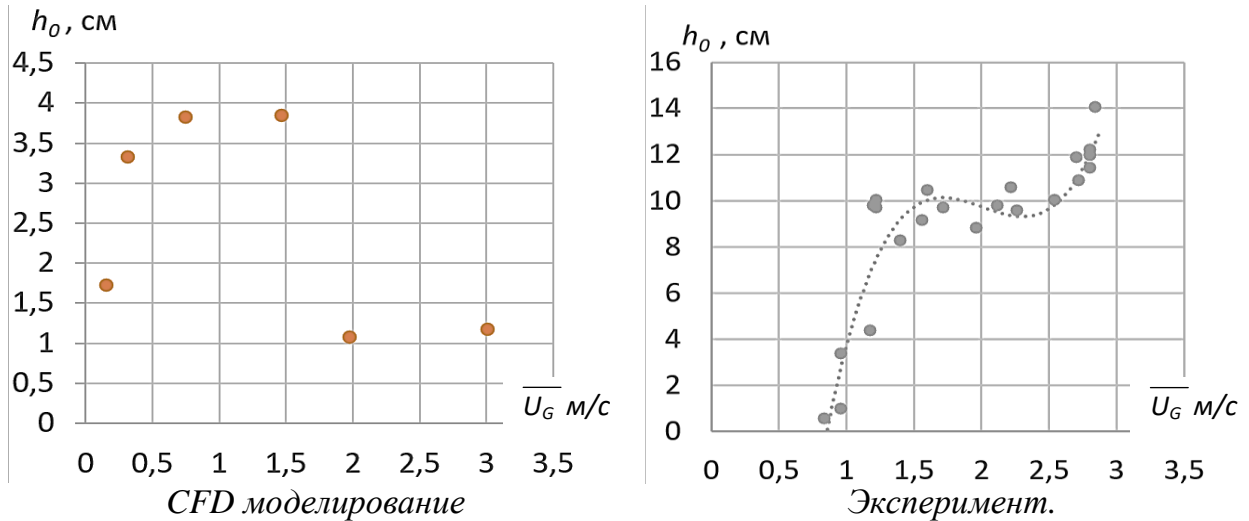 h₀, см
4,5
4
3,5
3
2,5
2
1,5
1
0,5
0
0 0,5 1 1,5 2 2,5 3 3,5
U_G м/с
CFD моделирование
h₀ , см
16
14
12
10
8
6
4
2
0
0 0,5 1 1,5 2 2,5 3 3,5
U_G м/с
Эксперимент.